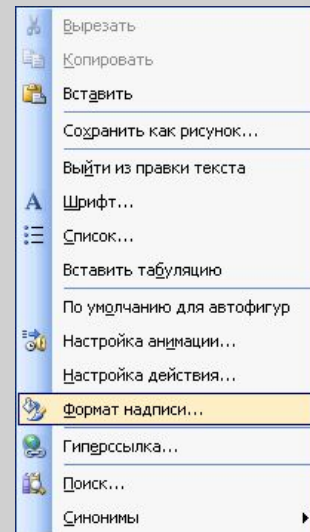 Вырезать
Копировать
Вставить
Сохранить как рисунок...
Выйти из правки текста
Шрифт...
Список...
Вставить табуляцию
По умолчанию для автофигур
Настройка анимации...
Настройка действия...
Формат надписи...
Гиперссылка...
Поиск...
Синонимы